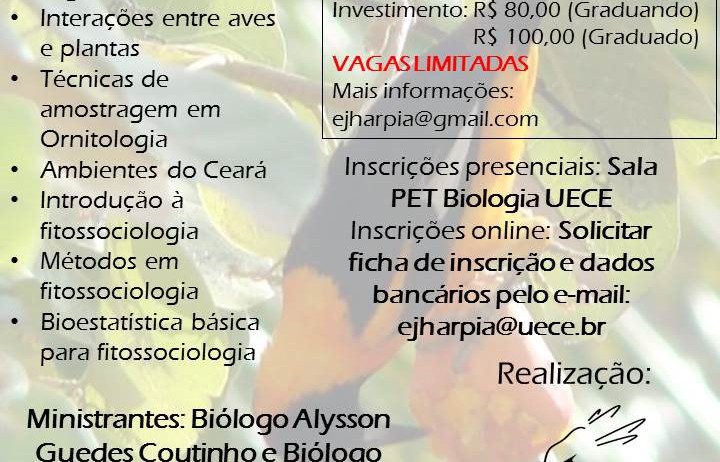 Interações entre aves
e plantas
Técnicas de
amostragem em
Ornitologia
Ambientes do Ceará
Introdução à
fitossociologia
Métodos em
fitossociologia
Bioestatística básica
para fitossociologia
Ministrantes: Biólogo Alysson
Guedes Coutinho e Biólogo
Investimento: R$ 80,00 (Graduando)
R$ 100,00 (Graduado)
VAGAS LIMITADAS
Mais informações:
ejharpia@gmail.com
Inscrições presenciais: Sala
PET Biologia UECE
Inscrições online: Solicitar
ficha de inscrição e dados
bancários pelo e-mail:
ejharpia@uece.br
Realização: